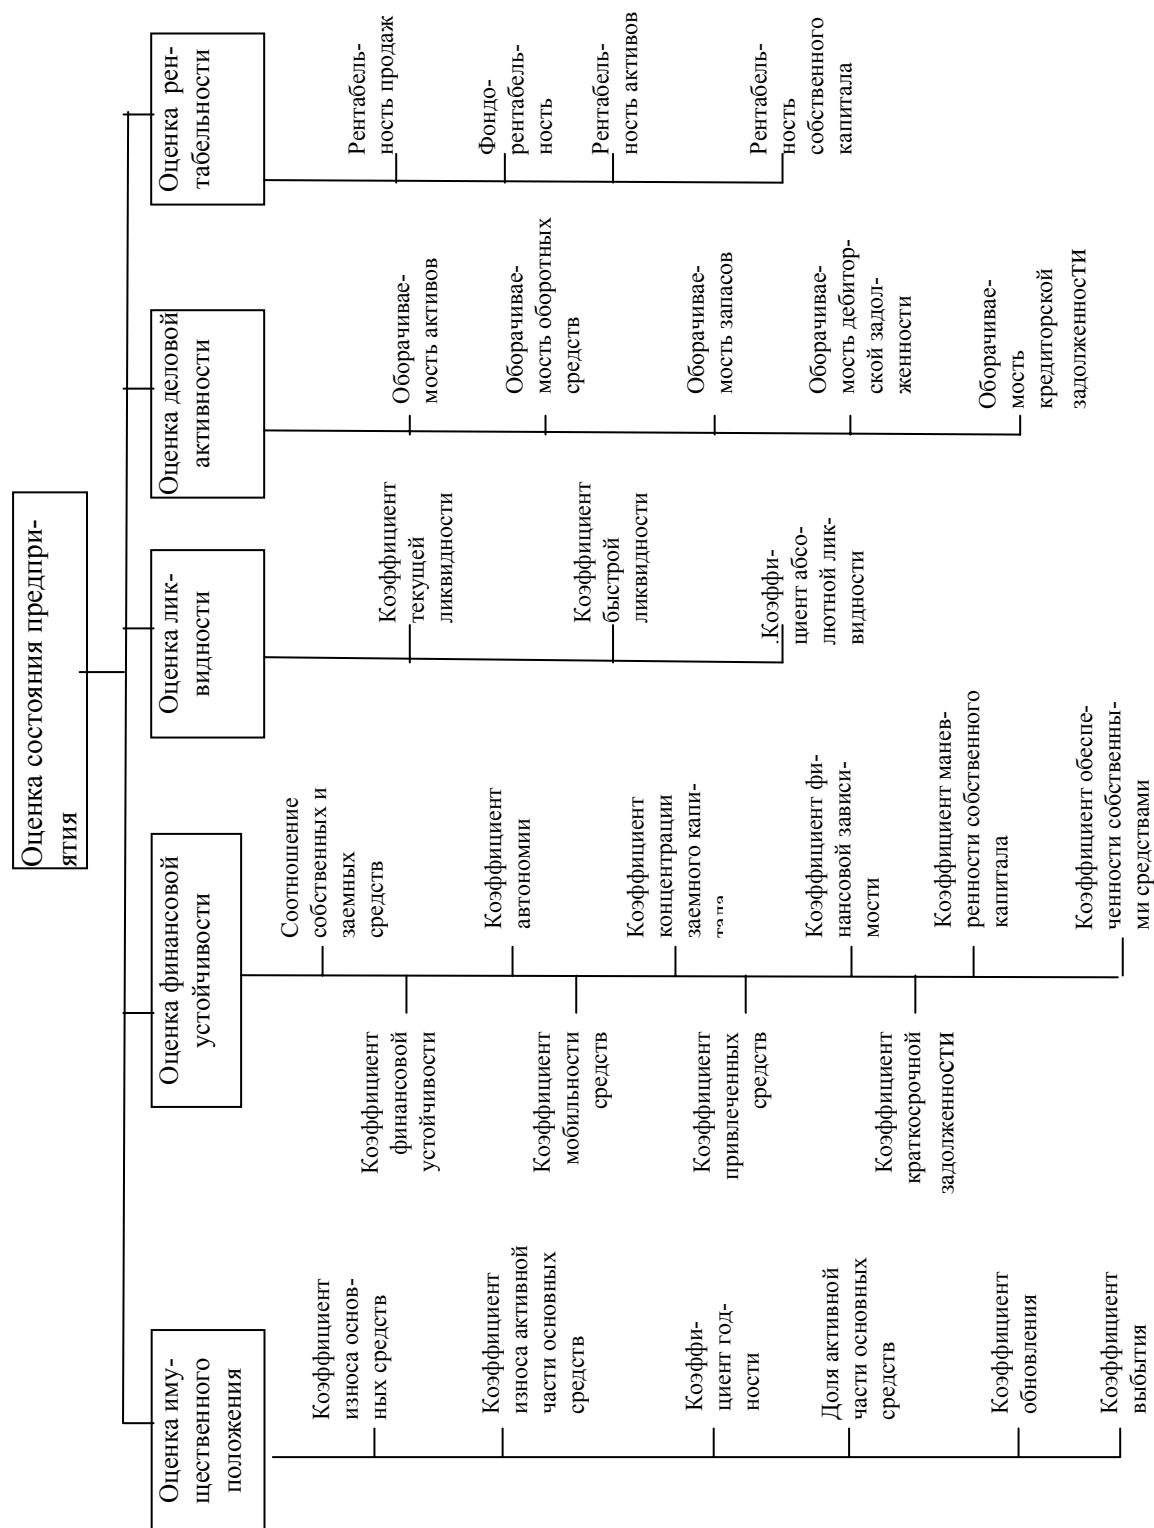 Оценка состояния предпри-
ятия
Оценка иму-
щественного
положения
Коэффициент
износа основ-
ных средств
Коэффициент
износа активной
части основных
средств
Коэффи-
циент год-
ности
Доля активной
части основных
средств
Коэффициент
обновления
Коэффициент
выбытия
Оценка финансовой
устойчивости
Соотношение
собственных и
заемных
средств
Коэффициент
финансовой
устойчивости
Коэффициент
автономии
Коэффициент
мобильности
средств
Коэффициент
концентрации
заемного капи-
тала
Коэффициент
привлеченных
средств
Коэффициент фи-
нансовой зависи-
мости
Коэффициент
краткосрочной
задолженности
Коэффициент манев-
ренности собственного
капитала
Коэффициент обеспе-
ченности собственны-
ми средствами
Оценка лик-
видности
Коэффициент
текущей
ликвидности
Коэффициент
быстрой
ликвидности
.Коэффи-
циент абсо-
лютной лик-
видности
Оценка деловой
активности
Оборачивае-
мость активов
Оборачивае-
мость оборотных
средств
Оборачивае-
мость запасов
Оборачивае-
мость дебитор-
ской задол-
женности
Оборачивае-
мость
кредиторской
задолженности
Оценка рен-
табельности
Рентабель-
ность продаж
Фондо-
рентабель-
ность
Рентабель-
ность активов
Рентабель-
ность
собственного
капитала